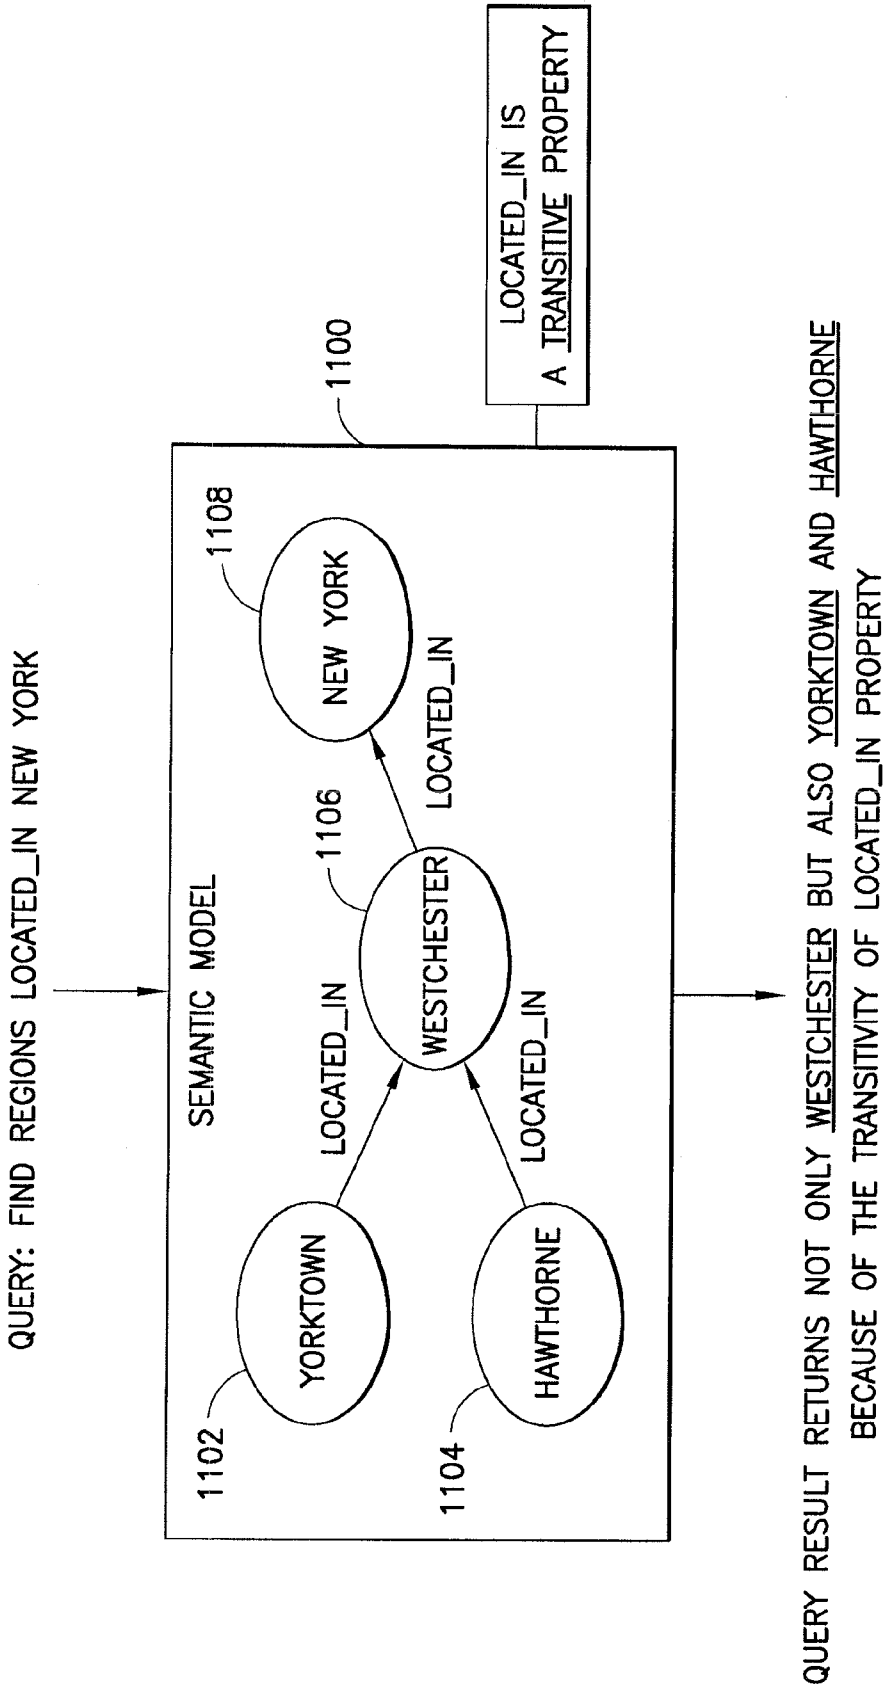 QUERY: FIND REGIONS LOCATED_IN NEW YORK
SEMANTIC MODEL
1100
1102
YORKTOWN
LOCATED_IN
1106
WESTCHESTER
1108
NEW YORK
LOCATED_IN
1104
HAWTHORNE
LOCATED_IN
LOCATED_IN IS
A TRANSITIVE PROPERTY
QUERY RESULT RETURNS NOT ONLY WESTCHESTER BUT ALSO YORKTOWN AND HAWTHORNE
BECAUSE OF THE TRANSITIVITY OF LOCATED_IN PROPERTY